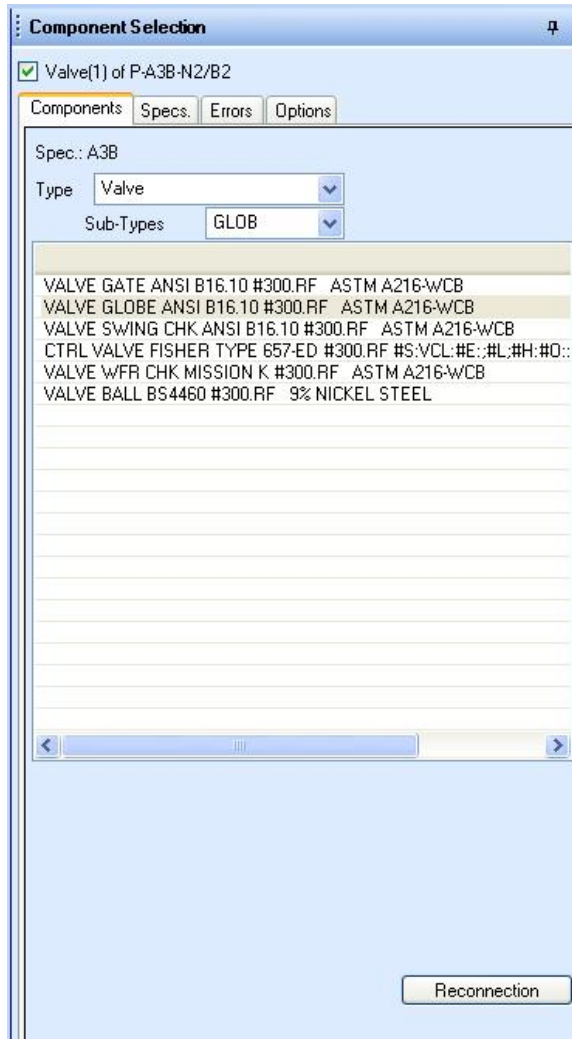 Component Selection
Valve(1) of P-A3B-N2/B2
Components Specs. Errors Options
Spec.: A3B
Type Valve
Sub-Types GLOB
VALVE GATE ANSI B16.10 #300.RF ASTM A216-WCB
VALVE GLOBE ANSI B16.10 #300.RF ASTM A216-WCB
VALVE SWING CHK ANSI B16.10 #300.RF ASTM A216-WCB
CTRL VALVE FISHER TYPE 657-ED #300.RF #S:VCL:#E:;#L;#H:#O::
VALVE WFR CHK MISSION K #300.RF ASTM A216-WCB
VALVE BALL BS4460 #300.RF 9% NICKEL STEEL
Reconnection